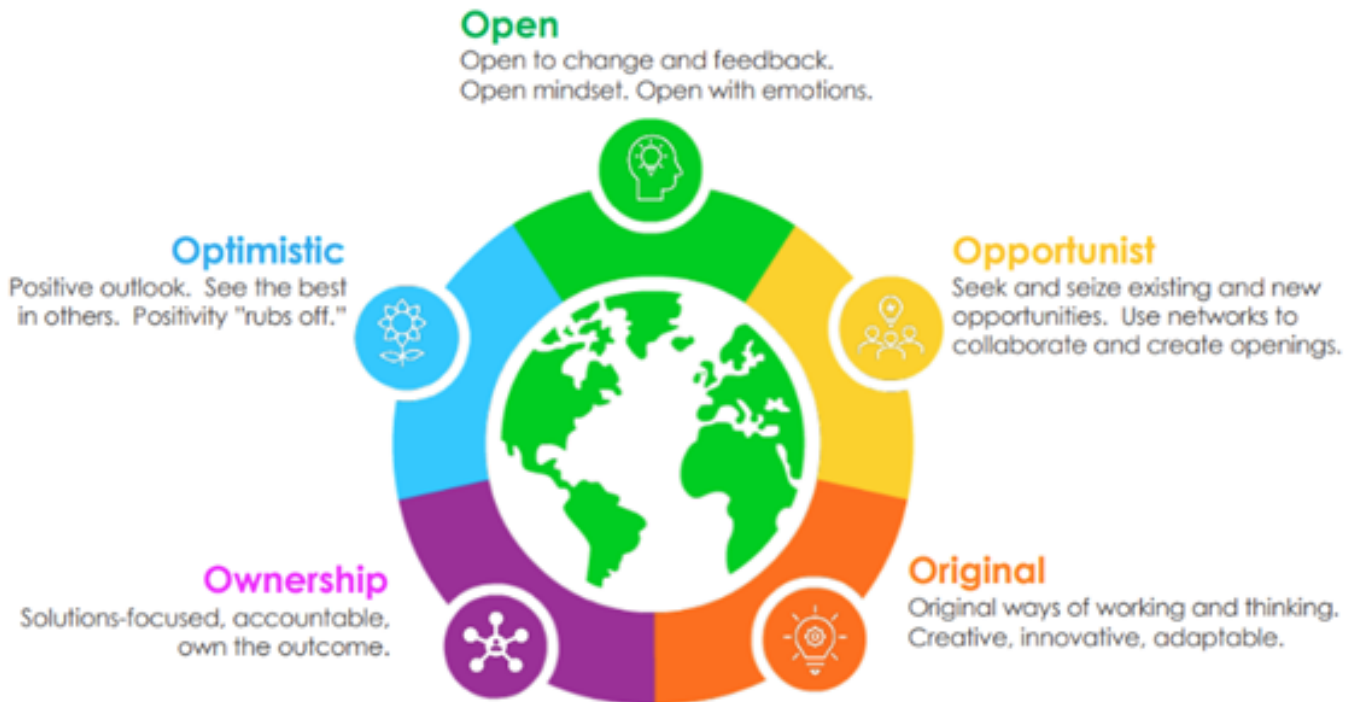 Open
Open to change and feedback.
Open mindset. Open with emotions.
Optimistic
Positive outlook. See the best
in others. Positivity "rubs off."
Opportunist
Seek and seize existing and new
opportunities. Use networks to
collaborate and create openings.
Ownership
Solutions-focused, accountable,
own the outcome.
Original
Original ways of working and thinking.
Creative, innovative, adaptable.